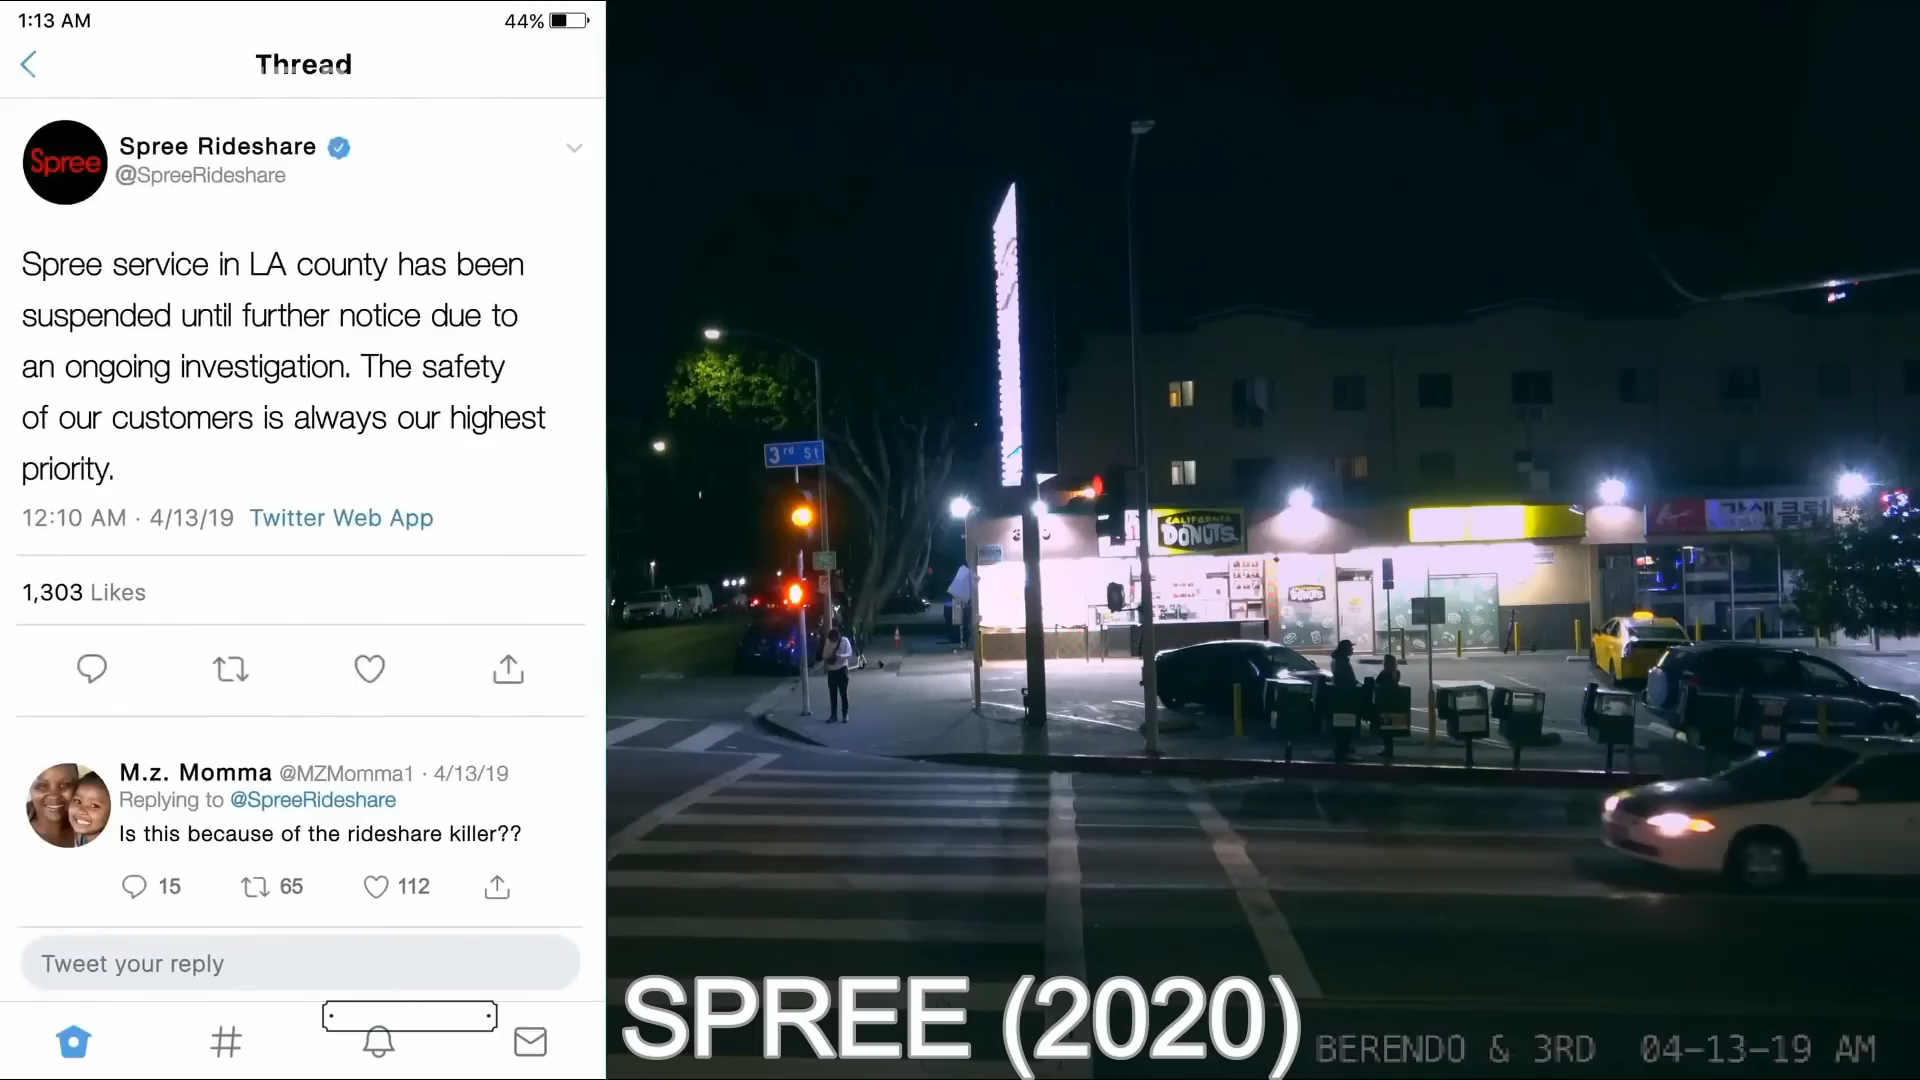 1:13 AM
44%
Thread
Spree
Spree Rideshare
@SpreeRideshare
Spree service in LA county has been
suspended until further notice due to
an ongoing investigation. The safety
of our customers is always our highest
priority.
12:10 AM · 4/13/19 Twitter Web App
1,303 Likes
M.z. Momma @MZMomma1 · 4/13/19
Replying to @SpreeRideshare
Is this because of the rideshare killer??
15 65 112
Tweet your reply
3rd St
CALIFORNIA
DONUTS
SPREE (2020)
BERENDO & 3RD 04-13-19 AM